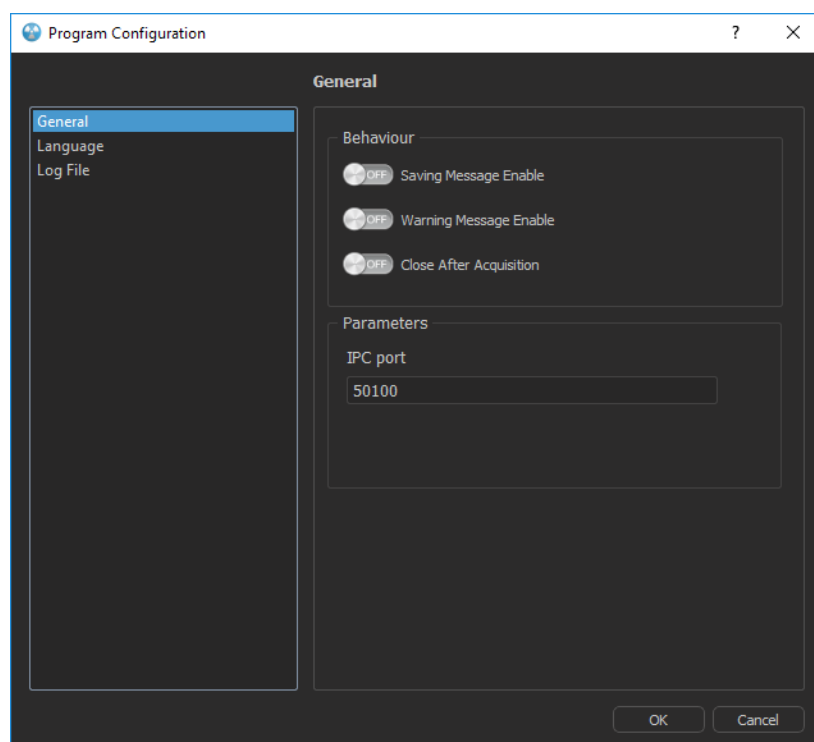 Program Configuration
?
General
General
Language
Log File
Behaviour
OFF Saving Message Enable
OFF Warning Message Enable
OFF Close After Acquisition
Parameters
IPC port
50100
OK Cancel